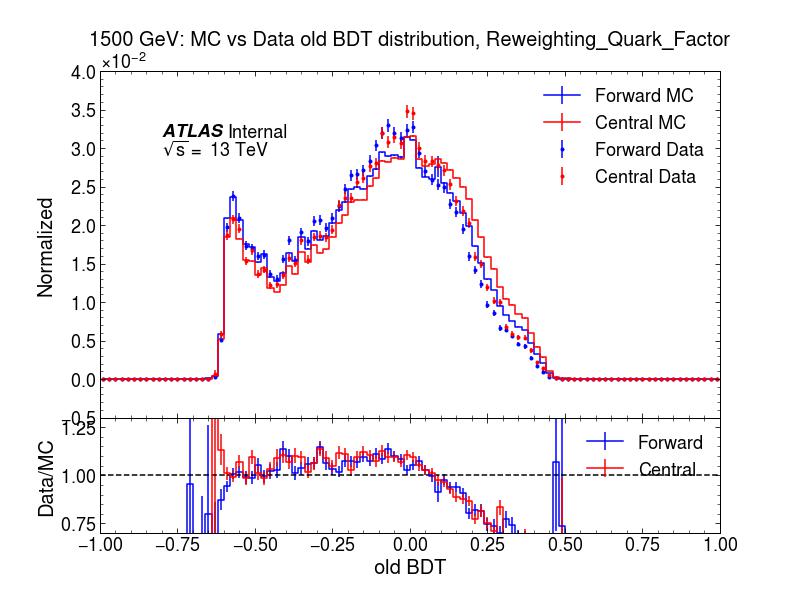 1500 GeV: MC vs Data old BDT distribution, Reweighting_Quark_Factor
×10⁻²
4.0
3.5
3.0
2.5
2.0
1.5
1.0
0.5
0.0
−0.5
Normalized
ATLAS Internal
√s = 13 TeV
Forward MC
Central MC
Forward Data
Central Data
1.25
1.00
0.75
Data/MC
Forward
Central
−1.00 −0.75 −0.50 −0.25 0.00 0.25 0.50 0.75 1.00
old BDT